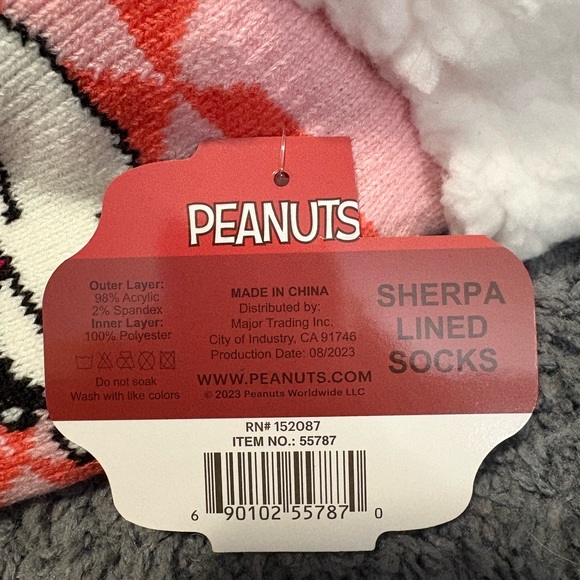 PEANUTS
Outer Layer:
98% Acrylic
2% Spandex
Inner Layer:
100% Polyester
Do not soak
Wash with like colors
MADE IN CHINA
Distributed by:
Major Trading Inc.
City of Industry, CA 91746
Production Date: 08/2023
WWW.PEANUTS.COM
© 2023 Peanuts Worldwide LLC
SHERPA
LINED
SOCKS
RN# 152087
ITEM NO.: 55787
6 90102 55787 0